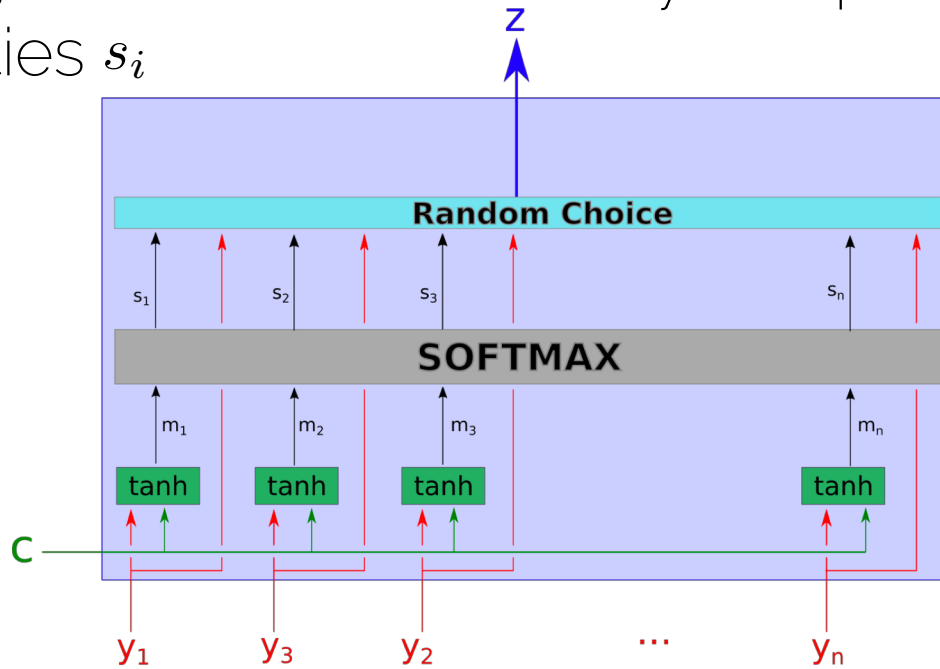 z
ies s_i
Random Choice
s1 s2 s3 sn
SOFTMAX
m1 m2 m3 mn
tanh tanh tanh tanh
c
y1 y3 y2 ... yn